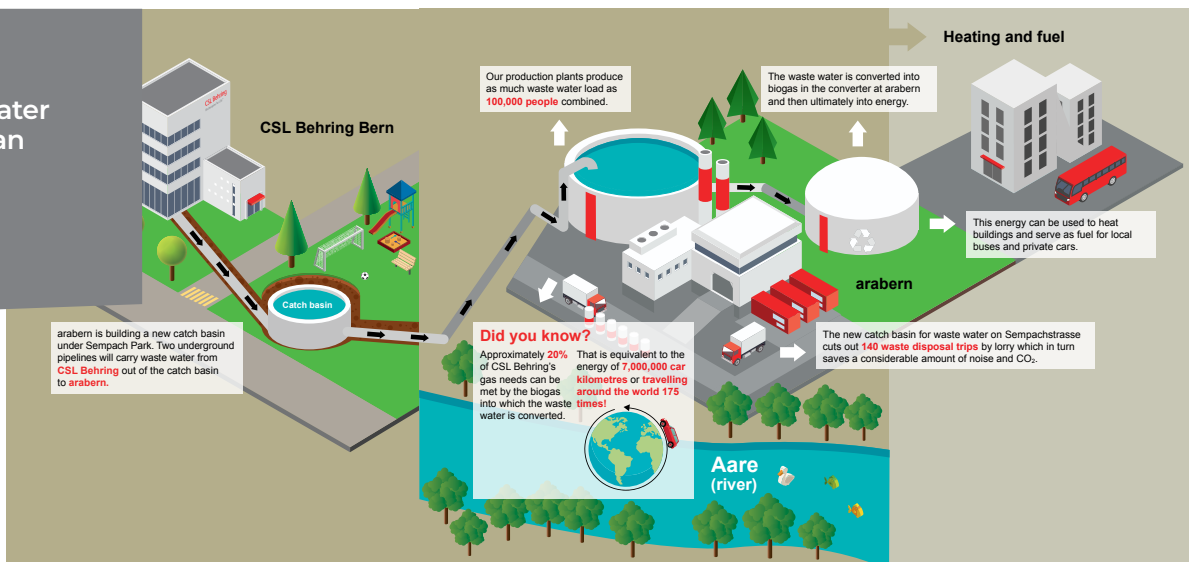 ater
an
CSL Behring
CSL Behring Bern
Catch basin
arabern is building a new catch basin
under Sempach Park. Two underground
pipelines will carry waste water from
CSL Behring out of the catch basin
to arabern.
Our production plants produce
as much waste water load as
100,000 people combined.
The waste water is converted into
biogas in the converter at arabern
and then ultimately into energy.
Heating and fuel
This energy can be used to heat
buildings and serve as fuel for local
buses and private cars.
arabern
The new catch basin for waste water on Sempachstrasse
cuts out 140 waste disposal trips by lorry which in turn
saves a considerable amount of noise and CO₂.
Did you know?
Approximately 20%
of CSL Behring's
gas needs can be
met by the biogas
into which the waste
water is converted.
That is equivalent to the
energy of 7,000,000 car
kilometres or travelling
around the world 175
times!
Aare
(river)